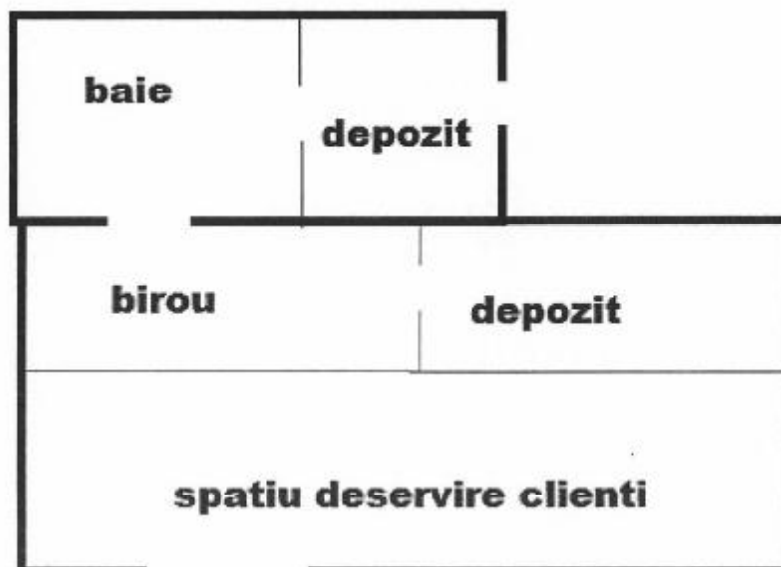 baie
depozit
birou
depozit
spatiu deservire clienti